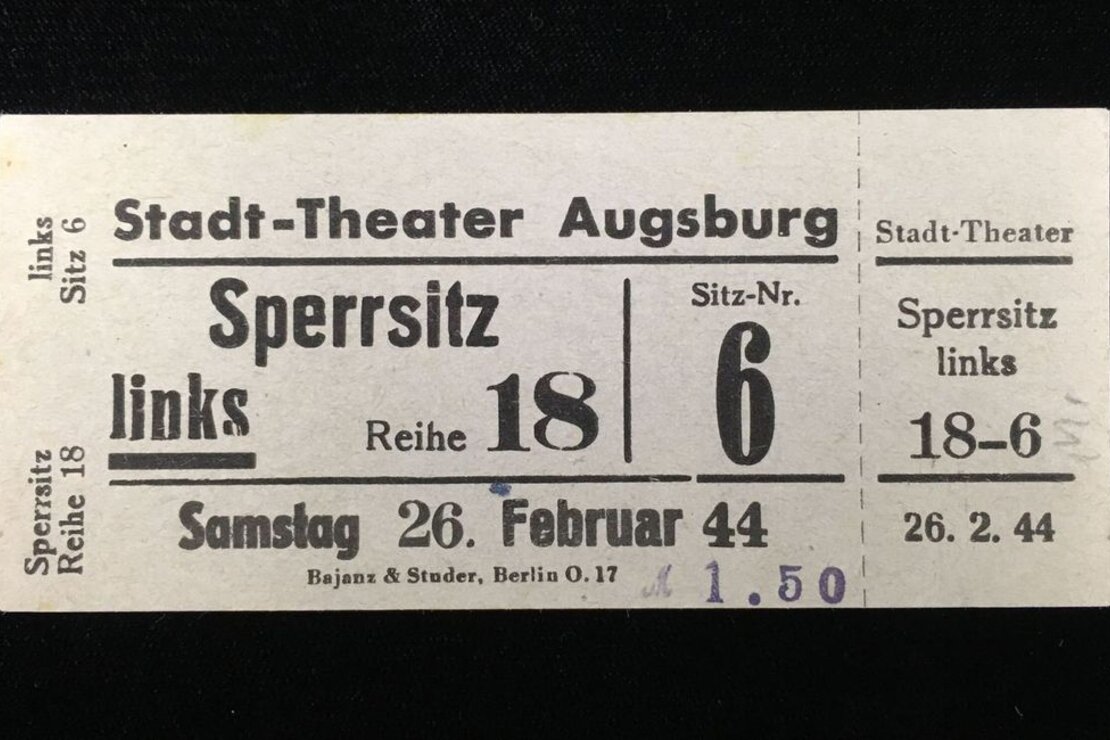 links
Sitz 6
Sperrsitz
Reihe 18
Stadt-Theater Augsburg
Sperrsitz
links
Reihe 18
Sitz-Nr.
6
Samstag 26. Februar 44
Bajanz & Studer, Berlin O. 17
M 1.50
Stadt-Theater
Sperrsitz
links
18-6
26. 2. 44